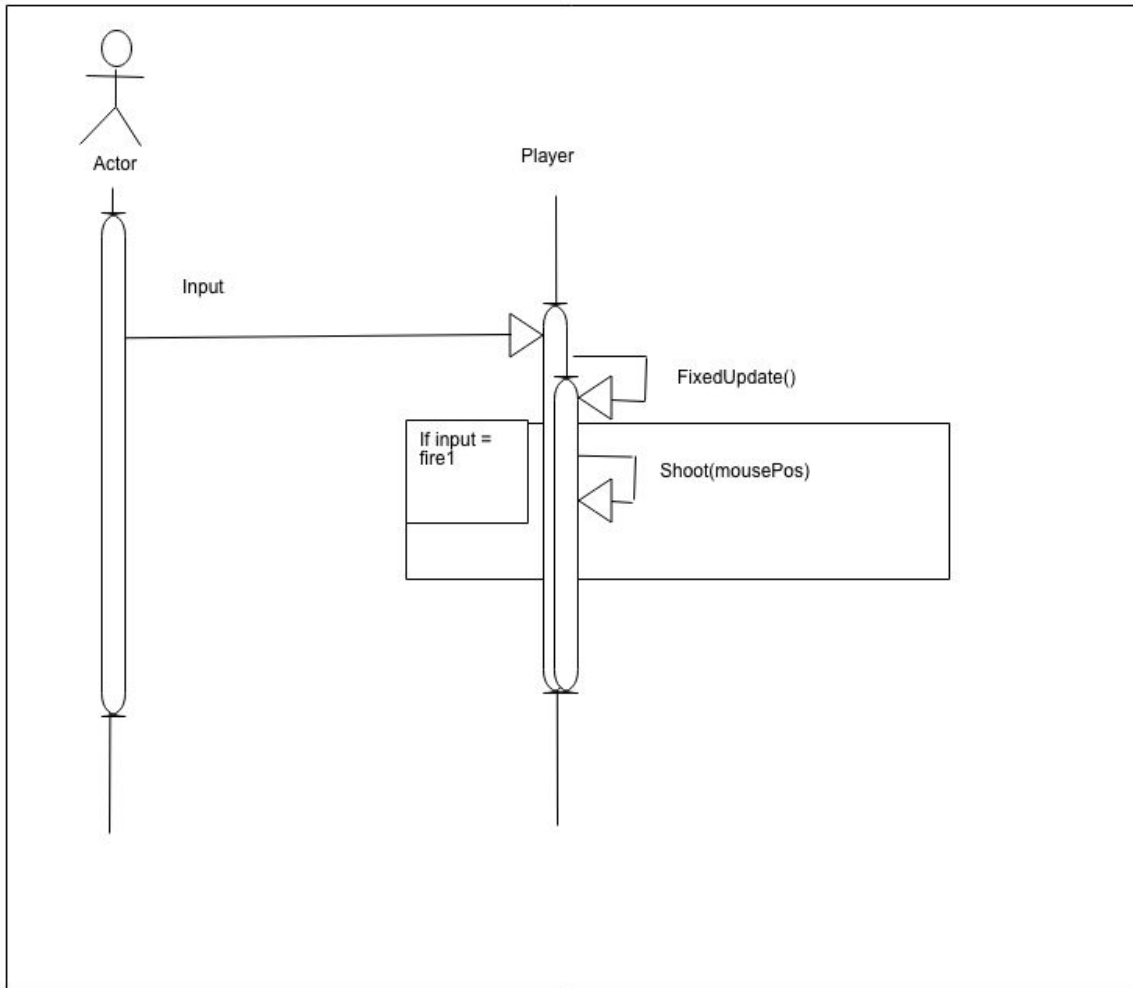 Actor
Player
Input
FixedUpdate()
If input =
fire1
Shoot(mousePos)